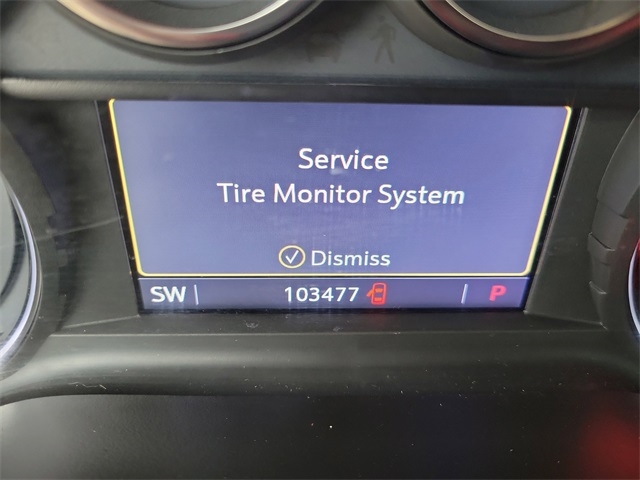 Service
Tire Monitor System
Dismiss
SW 103477 P